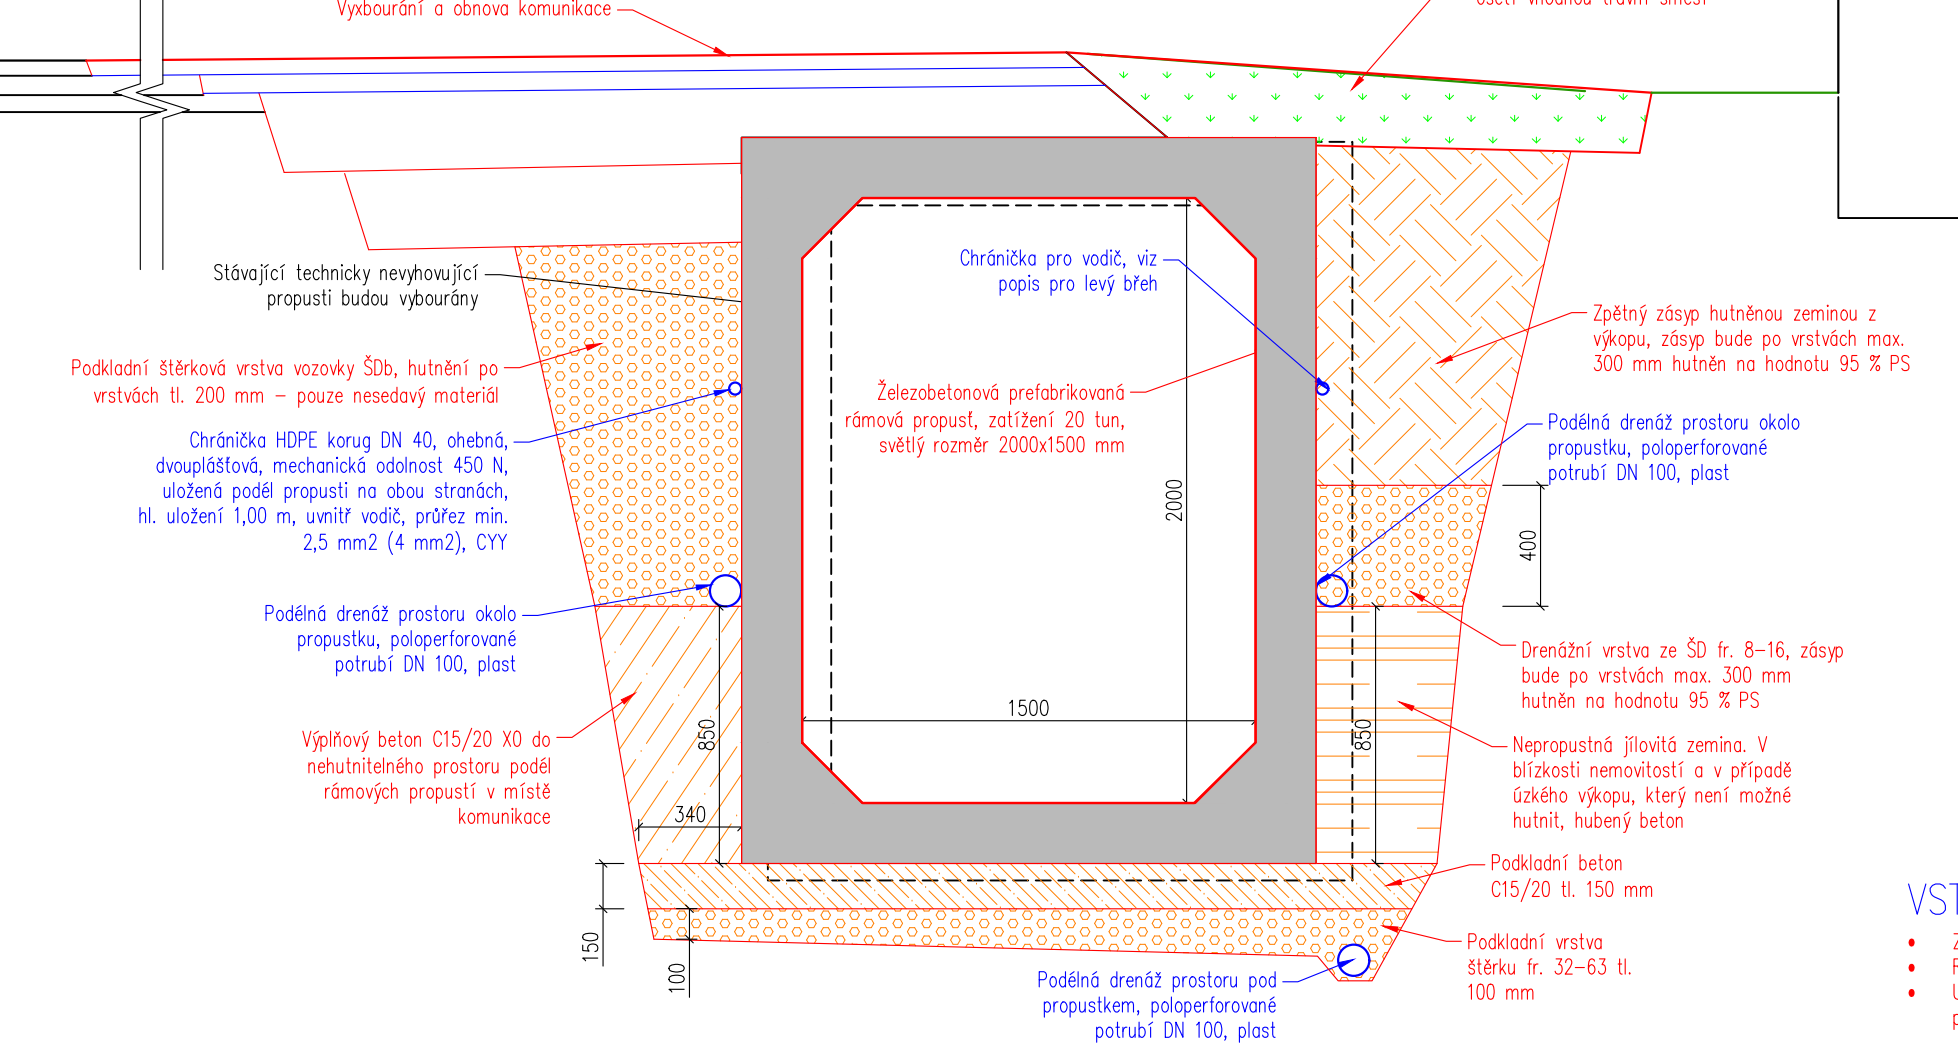 Vyxbourání a obnova komunikace
Stávající technicky nevyhovující
propusti budou vybourány
Podkladní štěrková vrstva vozovky ŠDb, hutnění po
vrstvách tl. 200 mm – pouze nesedavý materiál
Chránička HDPE korug DN 40, ohebná,
dvouplášťová, mechanická odolnost 450 N,
uložená podél propusti na obou stranách,
hl. uložení 1,00 m, uvnitř vodič, průřez min.
2,5 mm2 (4 mm2), CYY
Podélná drenáž prostoru okolo
propustku, poloperforované
potrubí DN 100, plast
Výplňový beton C15/20 X0 do
nehutnitelného prostoru podél
rámových propustí v místě
komunikace
Chránička pro vodič, viz
popis pro levý břeh
Železobetonová prefabrikovaná
rámová propusť, zatížení 20 tun,
světlý rozměr 2000x1500 mm
2000
1500
850
340
150
100
850
400
Zpětný zásyp hutněnou zeminou z
výkopu, zásyp bude po vrstvách max.
300 mm hutněn na hodnotu 95 % PS
Podélná drenáž prostoru okolo
propustku, poloperforované
potrubí DN 100, plast
Drenážní vrstva ze ŠD fr. 8–16, zásyp
bude po vrstvách max. 300 mm
hutněn na hodnotu 95 % PS
Nepropustná jílovitá zemina. V
blízkosti nemovitostí a v případě
úzkého výkopu, který není možné
hutnit, hubený beton
Podkladní beton
C15/20 tl. 150 mm
Podkladní vrstva
štěrku fr. 32–63 tl.
100 mm
Podélná drenáž prostoru pod
propustkem, poloperforované
potrubí DN 100, plast
VST